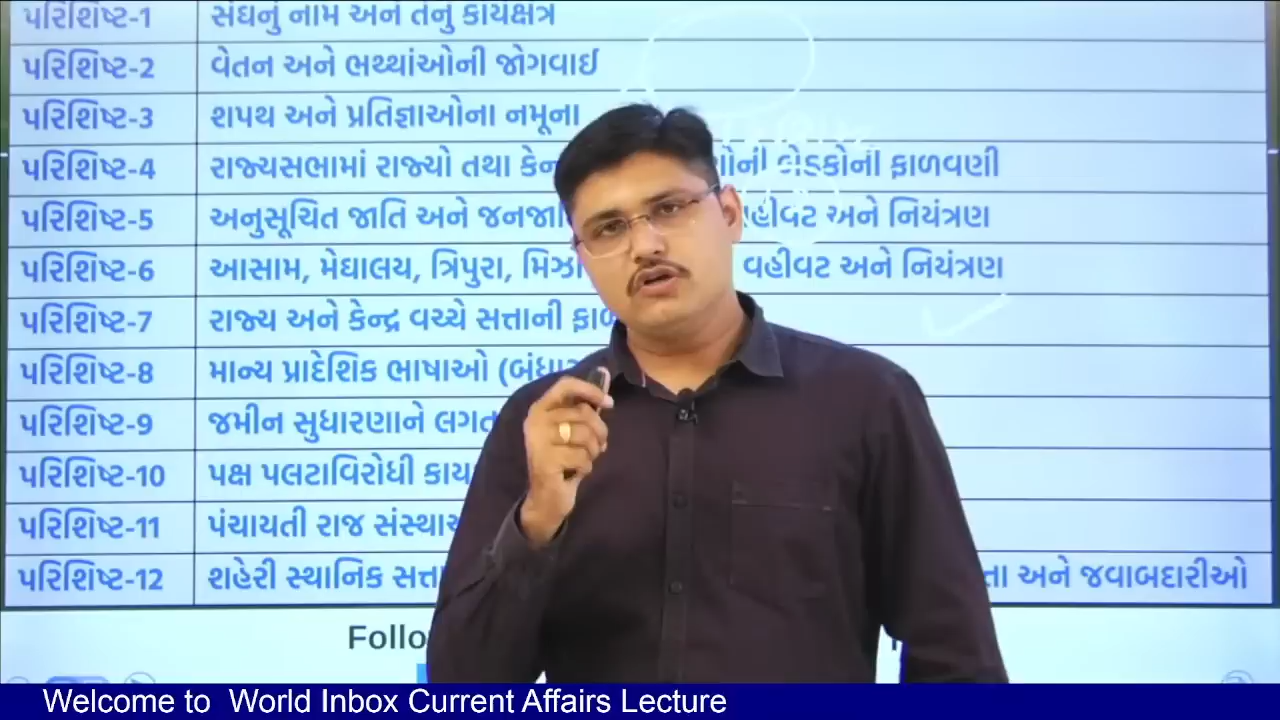 પરિશિષ્ટ-1 સંઘનું નામ અને તેનું કાર્યક્ષેત્ર
પરિશિષ્ટ-2 વેતન અને ભથ્થાંઓની જોગવાઈ
પરિશિષ્ટ-3 શપથ અને પ્રતિજ્ઞાઓના નમૂના
પરિશિષ્ટ-4 રાજ્યસભામાં રાજ્યો તથા બેઠકોની ફાળવણી
પરિશિષ્ટ-5 અનુસૂચિત જાતિ અને વહીવટ અને નિયંત્રણ
પરિશિષ્ટ-6 આસામ, મેઘાલય, ત્રિપુરા, વહીવટ અને નિયંત્રણ
પરિશિષ્ટ-7 રાજ્ય અને કેન્દ્ર વચ્ચે સત્તાની
પરિશિષ્ટ-8 માન્ય પ્રાદેશિક ભાષાઓ
પરિશિષ્ટ-9 જમીન સુધારણાને
પરિશિષ્ટ-10 પક્ષ પલટાવિરોધી
પરિશિષ્ટ-11 પંચાયતી રાજ
પરિશિષ્ટ-12 શહેરી સ્થાનિક અને જવાબદારીઓ
Welcome to World Inbox Current Affairs Lecture